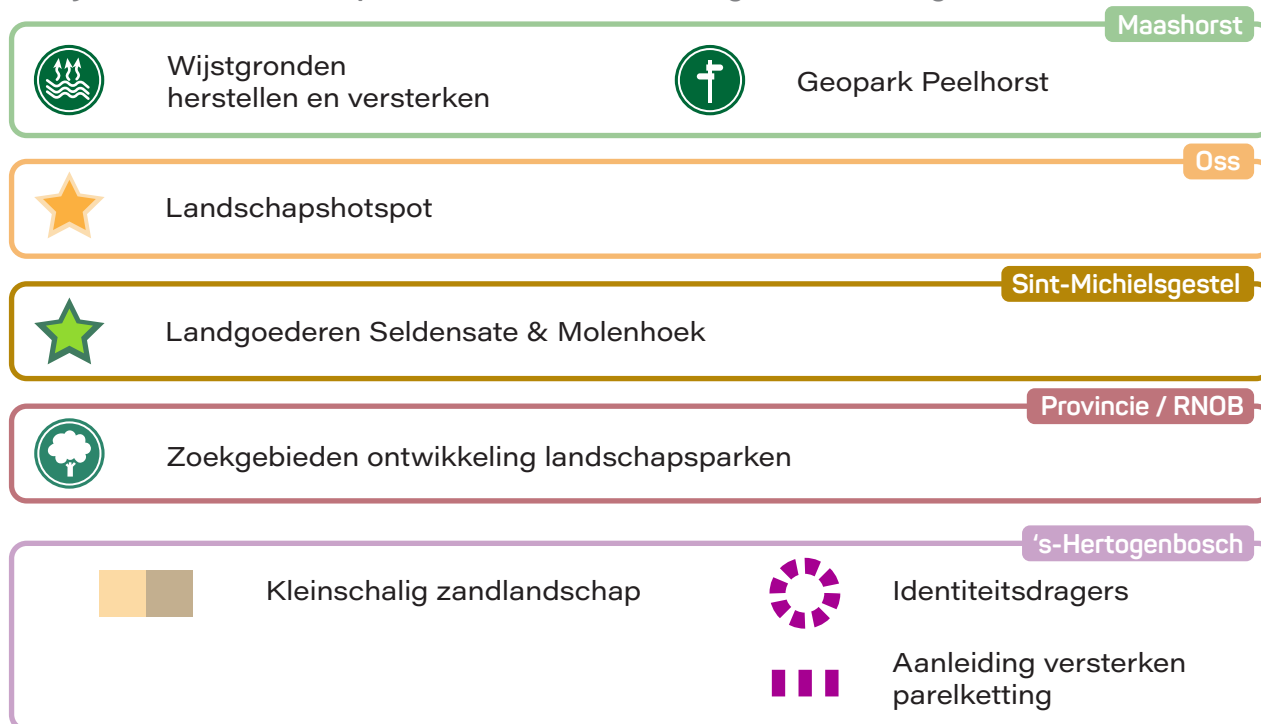 Maashorst
Wijstgronden
herstellen en versterken
Geopark Peelhorst
Oss
Landschapshotspot
Sint-Michielsgestel
Landgoederen Seldensate & Molenhoek
Provincie / RNOB
Zoekgebieden ontwikkeling landschapsparken
's-Hertogenbosch
Kleinschalig zandlandschap
Identiteitsdragers
Aanleiding versterken
parelketting